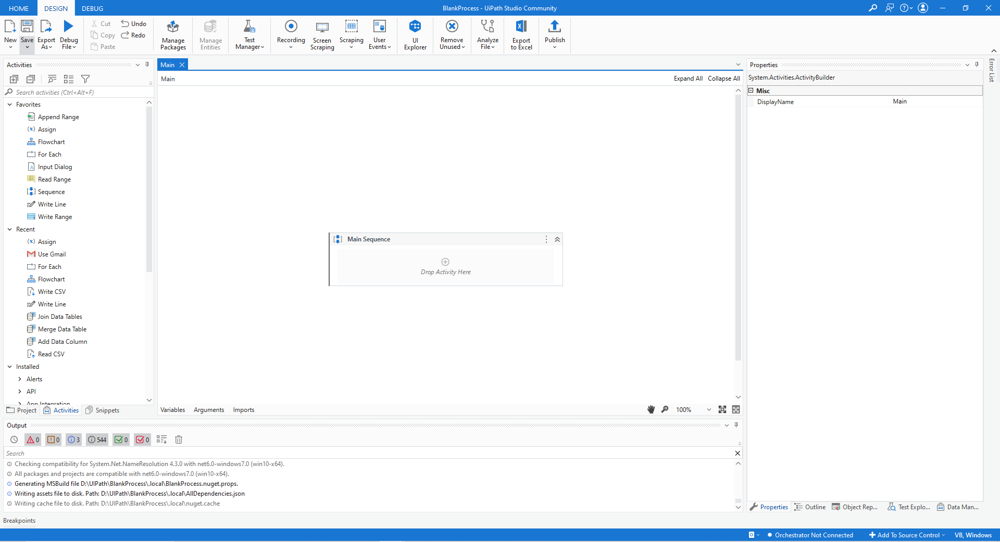 HOME DESIGN DEBUG BlankProcess - UiPath Studio Community
New Save Export As Debug File Cut Copy Paste Undo Redo Manage Packages Manage Entities Test Manager Recording Screen Scraping Scraping User Events UI Explorer Remove Unused Analyze File Export to Excel Publish
Activities
Search activities (Ctrl+Alt+F)
Favorites
Append Range
Assign
Flowchart
For Each
Input Dialog
Read Range
Sequence
Write Line
Write Range
Recent
Assign
Use Gmail
For Each
Flowchart
Write CSV
Write Line
Join Data Tables
Merge Data Table
Add Data Column
Read CSV
Installed
Alerts
API
App Integration
Project Activities Snippets
Main
Main Expand All Collapse All
Main Sequence
Drop Activity Here
Variables Arguments Imports 100%
Properties
System.Activities.ActivityBuilder
Misc
DisplayName Main
Error List
Properties Outline Object Rep... Test Explo... Data Man...
Output
0 0 3 544 0 0
Search
Checking compatibility for System.Net.NameResolution 4.3.0 with net6.0-windows7.0 (win10-x64).
All packages and projects are compatible with net6.0-windows7.0 (win10-x64).
Generating MSBuild file D:\UIPath\BlankProcess\.local\BlankProcess.nuget.props.
Writing assets file to disk. Path: D:\UIPath\BlankProcess\.local\AllDependencies.json
Writing cache file to disk. Path: D:\UIPath\BlankProcess\.local\nuget.cache
Breakpoints
Orchestrator Not Connected Add To Source Control VB, Windows